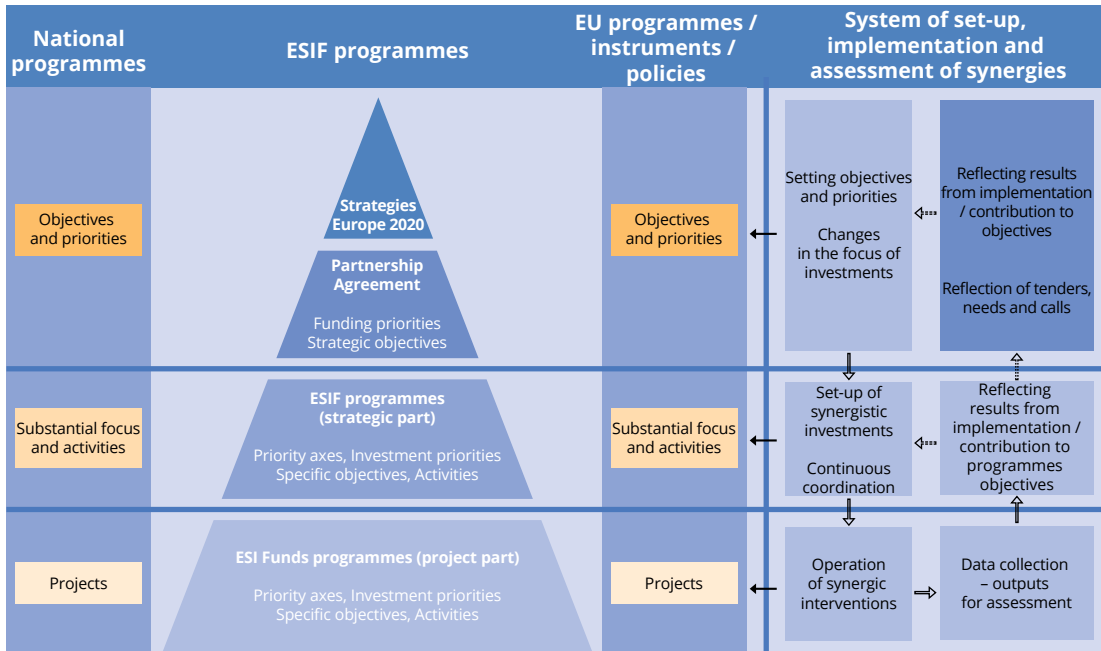 National
programmes
ESIF programmes
EU programmes /
instruments /
policies
System of set-up,
implementation and
assessment of synergies
Objectives
and priorities
Strategies
Europe 2020
Partnership
Agreement
Funding priorities
Strategic objectives
Objectives
and priorities
Setting objectives
and priorities
Changes
in the focus of
investments
Reflecting results
from implementation
/ contribution to
objectives
Reflection of tenders,
needs and calls
Substantial focus
and activities
ESIF programmes
(strategic part)
Priority axes, Investment priorities
Specific objectives, Activities
Substantial focus
and activities
Set-up of
synergistic
investments
Continuous
coordination
Reflecting
results from
implementation /
contribution to
programmes
objectives
Projects
ESI Funds programmes (project part)
Priority axes, Investment priorities
Specific objectives, Activities
Projects
Operation
of synergic
interventions
Data collection
– outputs
for assessment